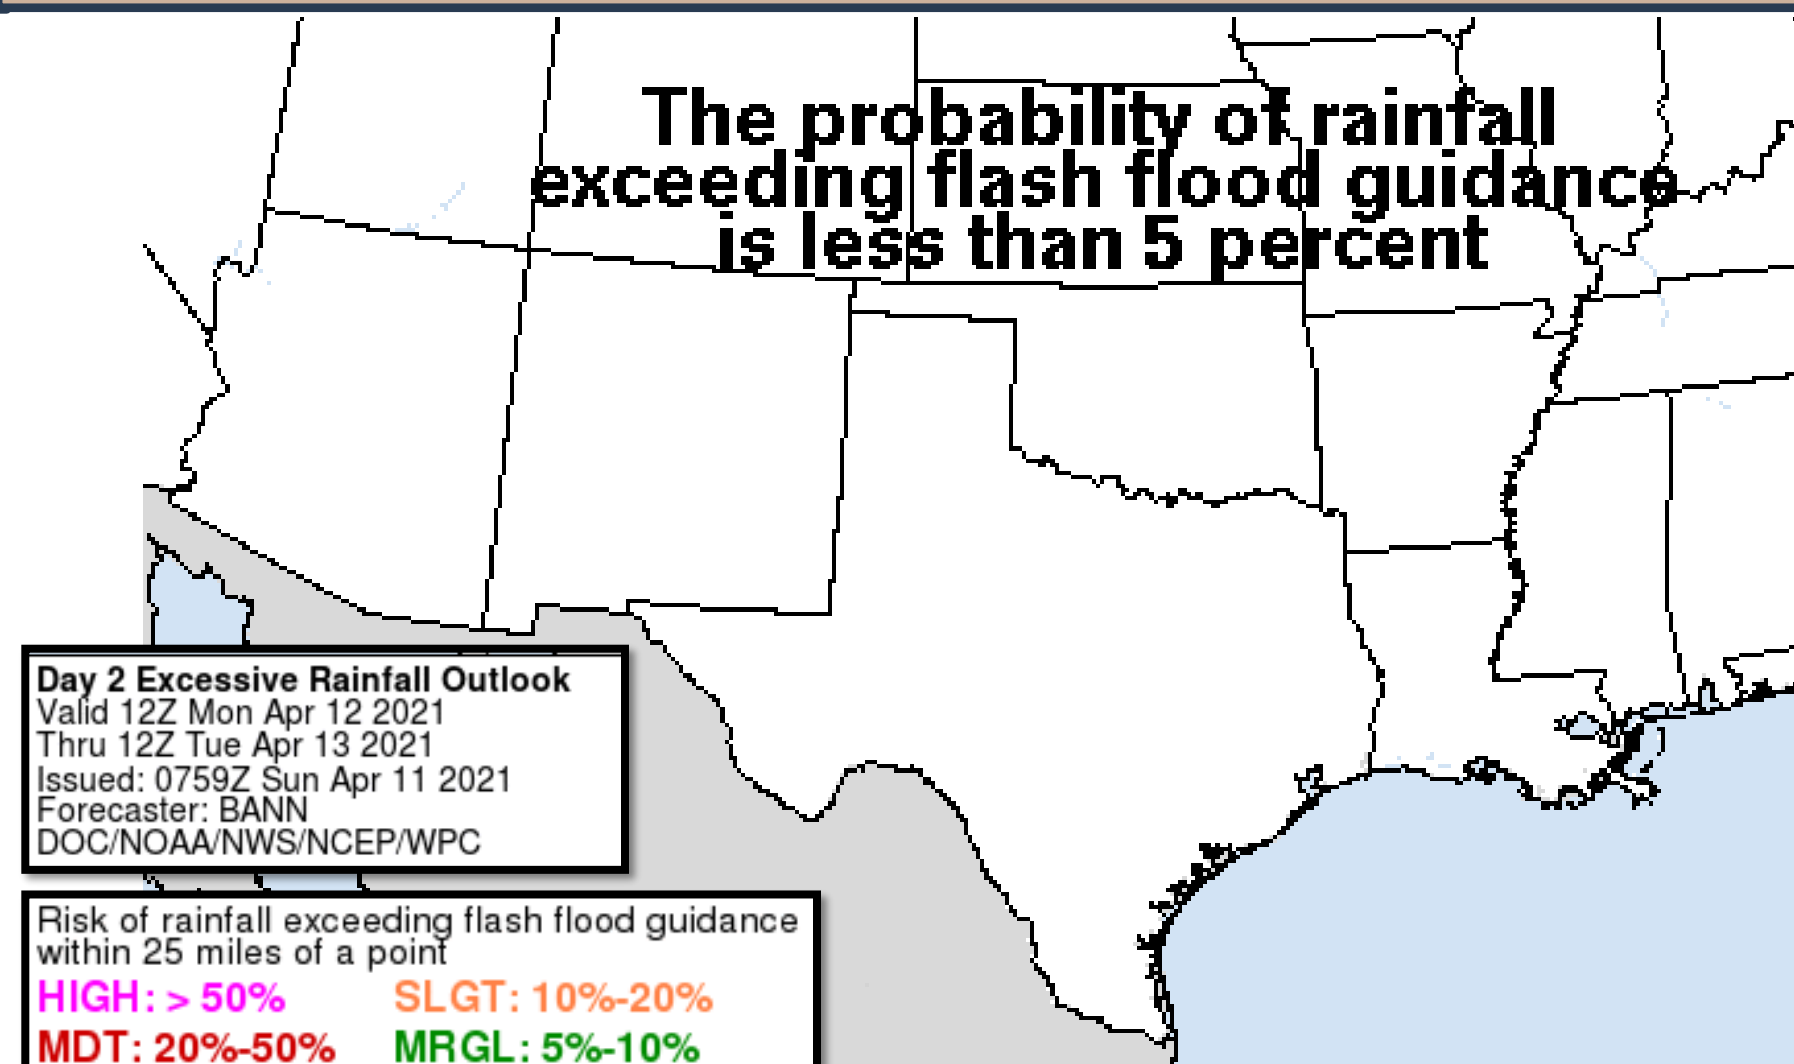 The probability of rainfall
exceeding flash flood guidance
is less than 5 percent
Day 2 Excessive Rainfall Outlook
Valid 12Z Mon Apr 12 2021
Thru 12Z Tue Apr 13 2021
Issued: 0759Z Sun Apr 11 2021
Forecaster: BANN
DOC/NOAA/NWS/NCEP/WPC
Risk of rainfall exceeding flash flood guidance
within 25 miles of a point
HIGH: > 50% SLGT: 10%-20%
MDT: 20%-50% MRGL: 5%-10%